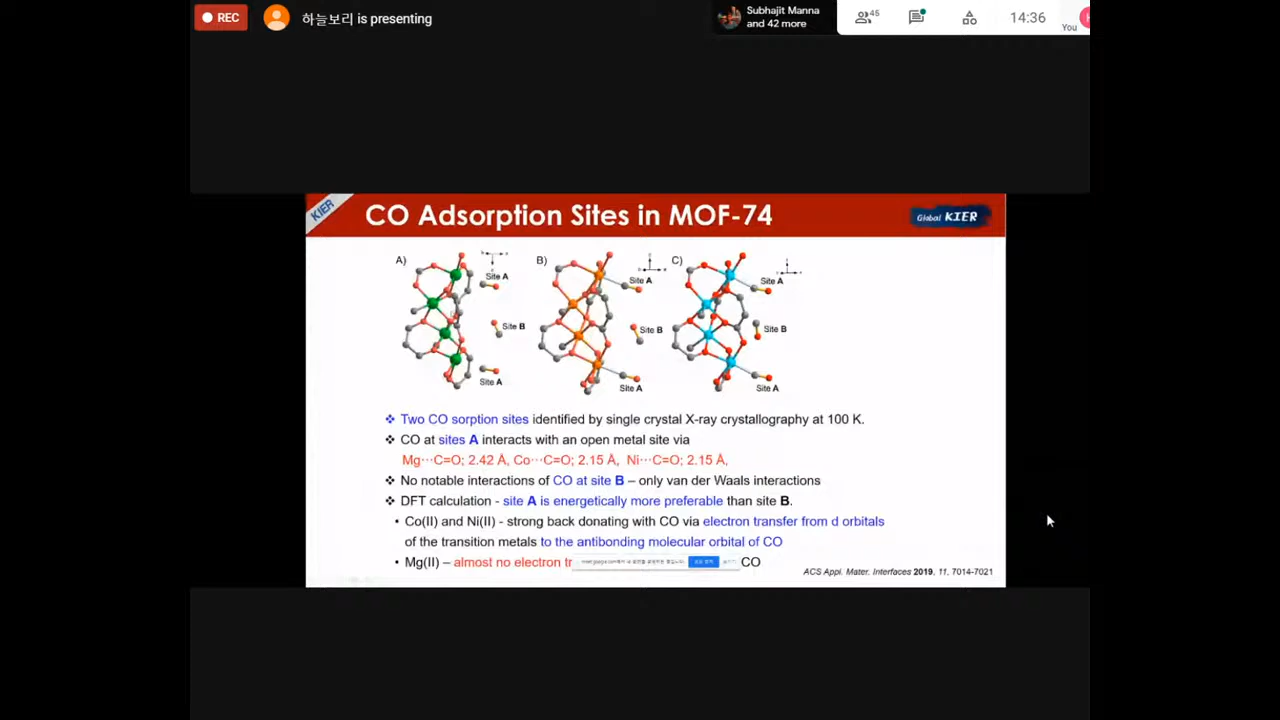 REC
하늘보리 is presenting
Subhajit Manna
and 42 more
45
14:36
You
KIER
CO Adsorption Sites in MOF-74
Global KIER
A)
Site A
Site B
Site A
B)
Site A
Site B
Site A
C)
Site A
Site B
Site A
❖ Two CO sorption sites identified by single crystal X-ray crystallography at 100 K.
❖ CO at sites A interacts with an open metal site via
Mg···C=O; 2.42 Å, Co···C=O; 2.15 Å, Ni···C=O; 2.15 Å,
❖ No notable interactions of CO at site B – only van der Waals interactions
❖ DFT calculation - site A is energetically more preferable than site B.
• Co(II) and Ni(II) - strong back donating with CO via electron transfer from d orbitals
of the transition metals to the antibonding molecular orbital of CO
• Mg(II) – almost no electron tr CO
ACS Appl. Mater. Interfaces 2019, 11, 7014-7021